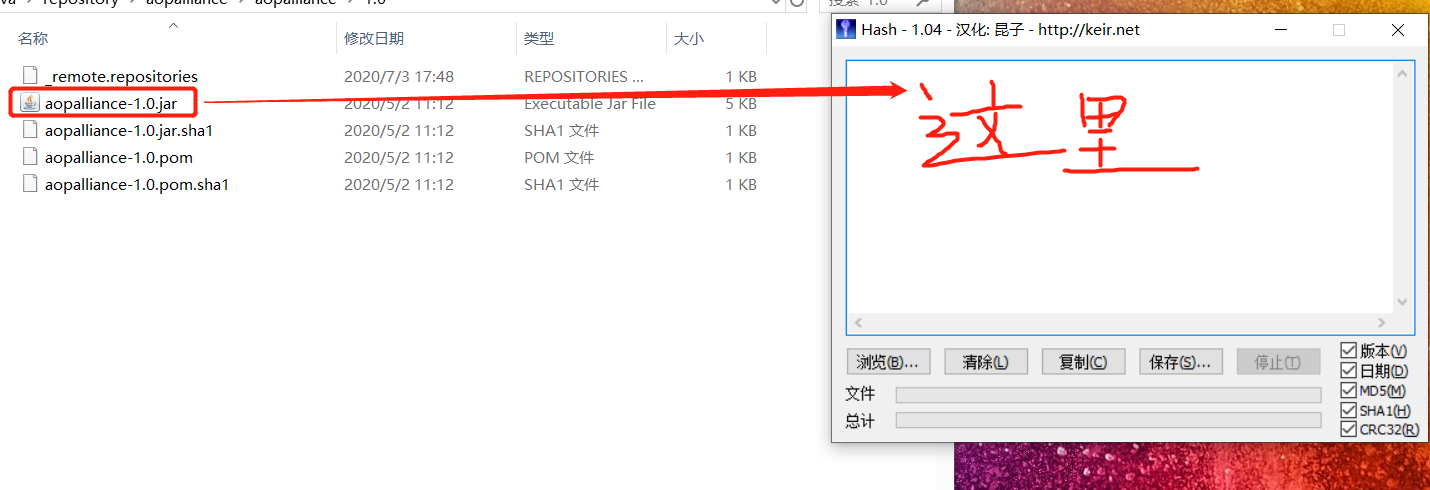 repository > aopalliance > aopalliance > 1.0
搜索 "1.0"
名称 修改日期 类型 大小
_remote.repositories 2020/7/3 17:48 REPOSITORIES ... 1 KB
aopalliance-1.0.jar 2020/5/2 11:12 Executable Jar File 5 KB
aopalliance-1.0.jar.sha1 2020/5/2 11:12 SHA1 文件 1 KB
aopalliance-1.0.pom 2020/5/2 11:12 POM 文件 1 KB
aopalliance-1.0.pom.sha1 2020/5/2 11:12 SHA1 文件 1 KB
Hash - 1.04 - 汉化: 昆子 - http://keir.net
这里
浏览(B)... 清除(L) 复制(C) 保存(S)... 停止(T)
文件
总计
版本(V)
日期(D)
MD5(M)
SHA1(H)
CRC32(R)